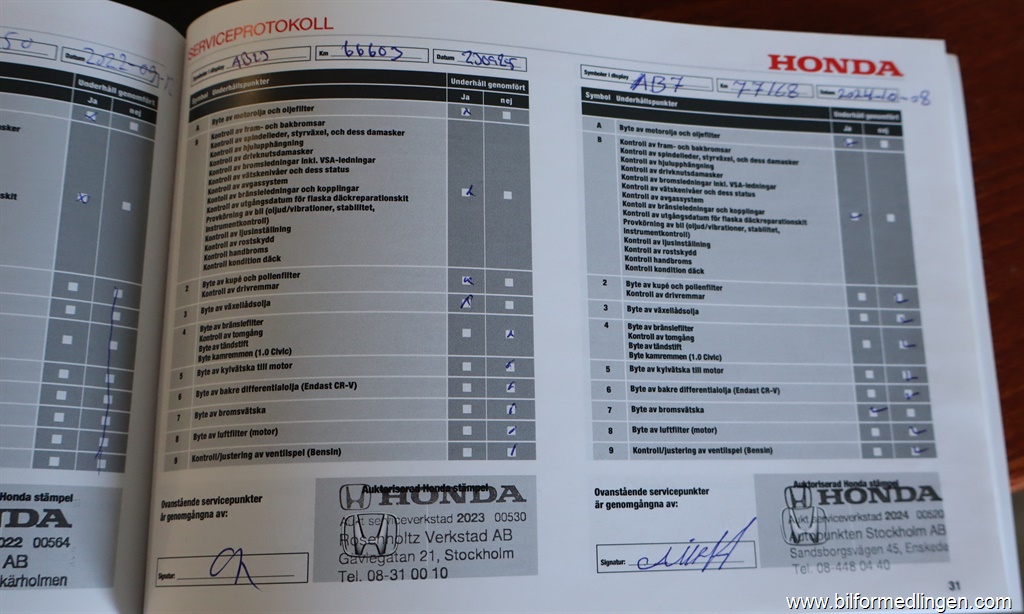 50
Datum 2022-09-
Ja nej
sker
skit
Honda stämpel
NDA
2022 00564
AB
kärholmen
SERVICEPROTOKOLL
Symboler i display AB23 Km 66603 Datum 230925
Symbol Underhållspunkter Underhåll genomfört
Ja nej
A Byte av motorolja och oljefilter
B Kontroll av fram- och bakbromsar
Kontroll av spindelleder, styrväxel, och dess damasker
Kontroll av hjulupphängning
Kontroll av drivknutsdamasker
Kontroll av bromsledningar inkl. VSA-ledningar
Kontroll av vätskenivåer och dess status
Kontroll av avgassystem
Kontoll av bränsleledningar och kopplingar
Kontroll av utgångsdatum för flaska däckreparationskit
Provkörning av bil (oljud/vibrationer, stabilitet,
Instrumentkontroll)
Kontroll av ljusinställning
Kontroll av rostskydd
Kontroll handbroms
Kontroll kondition däck
2 Byte av kupé och pollenfilter
Kontroll av drivremmar
3 Byte av växellådsolja
4 Byte av bränslefilter
Kontroll av tomgång
Byte av tändstift
Byte kamremmen (1.0 Civic)
5 Byte av kylvätska till motor
6 Byte av bakre differentialolja (Endast CR-V)
7 Byte av bromsvätska
8 Byte av luftfilter (motor)
9 Kontroll/justering av ventilspel (Bensin)
Ovanstående servicepunkter
är genomgångna av:
Signatur:
Auktoriserad Honda stämpel
HONDA
Aukt serviceverkstad 2023 00530
Rosenholtz Verkstad AB
Gävlegatan 21, Stockholm
Tel. 08-31 00 10
HONDA
Symboler i display AB7 Km 77168 Datum 2024-10-08
Symbol Underhållspunkter Underhåll genomfört
Ja nej
A Byte av motorolja och oljefilter
B Kontroll av fram- och bakbromsar
Kontroll av spindelleder, styrväxel, och dess damasker
Kontroll av hjulupphängning
Kontroll av drivknutsdamasker
Kontroll av bromsledningar inkl. VSA-ledningar
Kontroll av vätskenivåer och dess status
Kontroll av avgassystem
Kontoll av bränsleledningar och kopplingar
Kontroll av utgångsdatum för flaska däckreparationskit
Provkörning av bil (oljud/vibrationer, stabilitet,
Instrumentkontroll)
Kontroll av ljusinställning
Kontroll av rostskydd
Kontroll handbroms
Kontroll kondition däck
2 Byte av kupé och pollenfilter
Kontroll av drivremmar
3 Byte av växellådsolja
4 Byte av bränslefilter
Kontroll av tomgång
Byte av tändstift
Byte kamremmen (1.0 Civic)
5 Byte av kylvätska till motor
6 Byte av bakre differentialolja (Endast CR-V)
7 Byte av bromsvätska
8 Byte av luftfilter (motor)
9 Kontroll/justering av ventilspel (Bensin)
Ovanstående servicepunkter
är genomgångna av:
Signatur:
Auktoriserad Honda stämpel
HONDA
Aukt serviceverkstad 2024 00520
Autopunkten Stockholm AB
Sandsborgsvägen 45, Enskede
Tel. 08-448 04 40
31
www.bilformedlingen.com